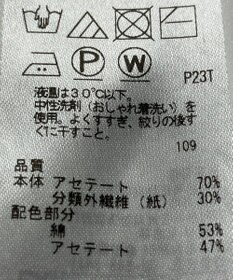 P W
P23T
液温は30℃以下。
中性洗剤（おしゃれ着洗い）を
使用。よくすすぎ、絞りの後す
ぐに干すこと。
109
品質
本体 アセテート 70%
分類外繊維（紙） 30%
配色部分
綿 53%
アセテート 47%